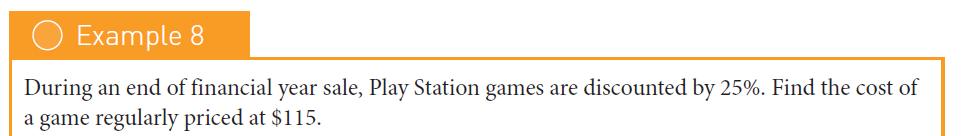 Example 8
During an end of financial year sale, Play Station games are discounted by 25%. Find the cost of
a game regularly priced at $115.